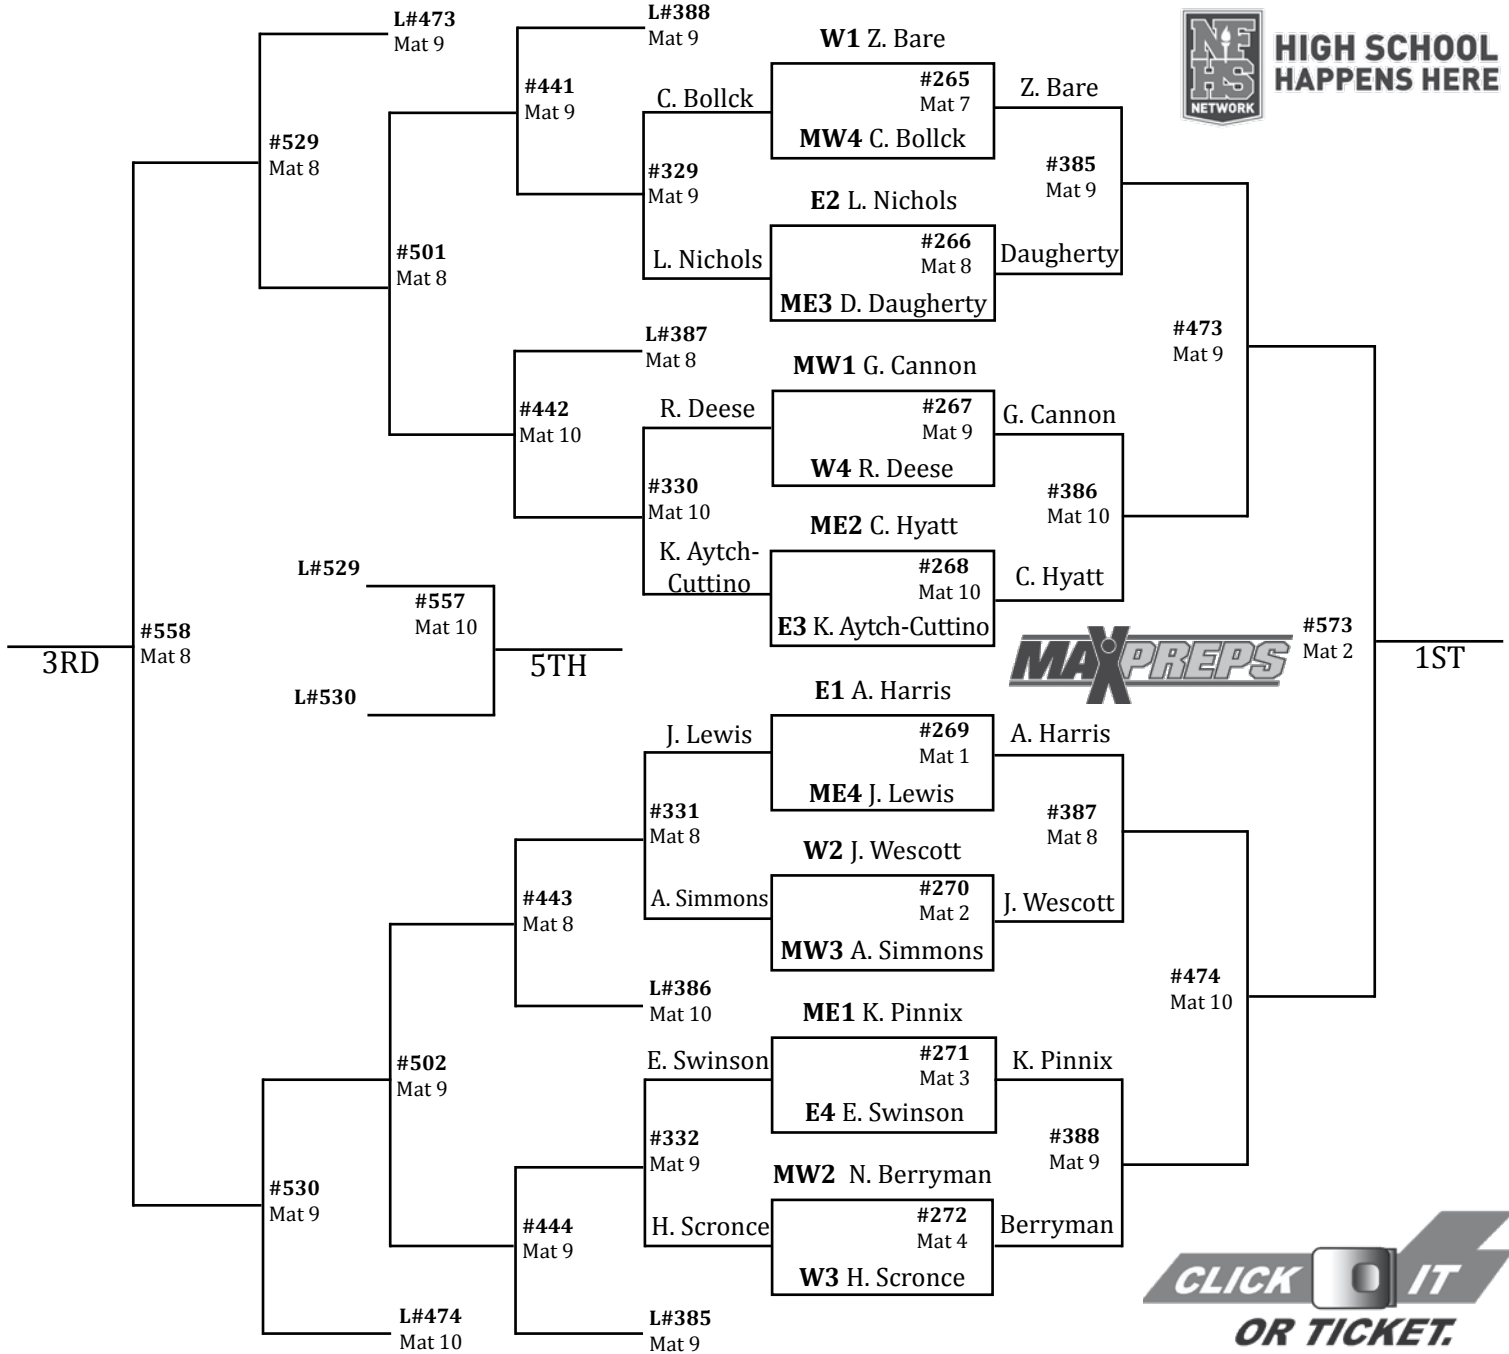 L#473
Mat 9
L#388
Mat 9
W1 Z. Bare
NF
HS
NETWORK
HIGH SCHOOL
HAPPENS HERE
#441
Mat 9
C. Bollck
#265
Mat 7
Z. Bare
MW4 C. Bollck
#529
Mat 8
#329
Mat 9
#385
Mat 9
E2 L. Nichols
#501
Mat 8
L. Nichols
#266
Mat 8
Daugherty
ME3 D. Daugherty
L#387
Mat 8
#473
Mat 9
MW1 G. Cannon
#442
Mat 10
R. Deese
#267
Mat 9
G. Cannon
W4 R. Deese
#330
Mat 10
#386
Mat 10
ME2 C. Hyatt
K. Aytch-
Cuttino
#268
Mat 10
C. Hyatt
E3 K. Aytch-Cuttino
L#529
#557
Mat 10
#558
Mat 8
3RD
5TH
L#530
MAXPREPS
#573
Mat 2
1ST
E1 A. Harris
J. Lewis
#269
Mat 1
A. Harris
ME4 J. Lewis
#331
Mat 8
#387
Mat 8
W2 J. Wescott
#443
Mat 8
A. Simmons
#270
Mat 2
J. Wescott
MW3 A. Simmons
L#386
Mat 10
#474
Mat 10
ME1 K. Pinnix
#502
Mat 9
E. Swinson
#271
Mat 3
K. Pinnix
E4 E. Swinson
#332
Mat 9
#388
Mat 9
MW2 N. Berryman
#530
Mat 9
#444
Mat 9
H. Scronce
#272
Mat 4
Berryman
W3 H. Scronce
L#474
Mat 10
L#385
Mat 9
CLICK IT
OR TICKET.